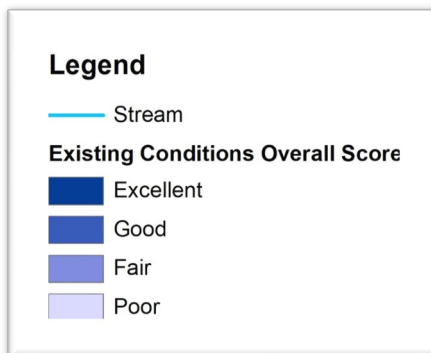 Legend
Stream
Existing Conditions Overall Score
Excellent
Good
Fair
Poor